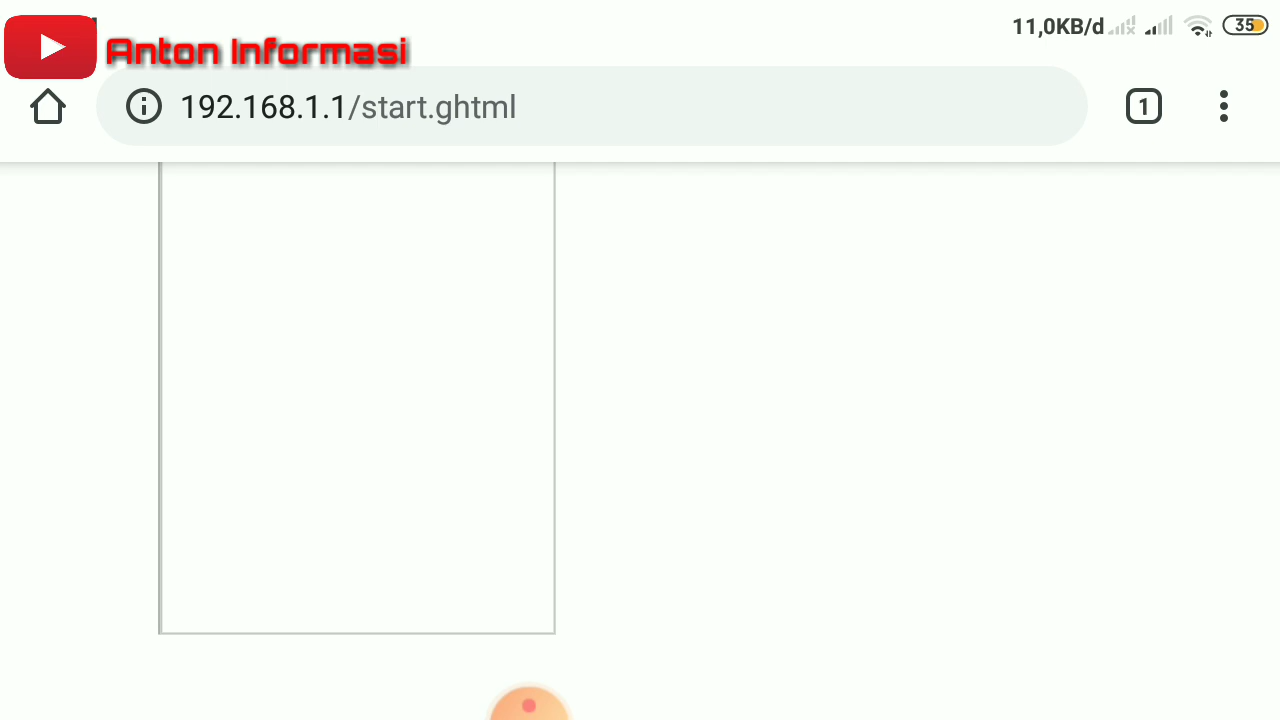 11,0KB/d 35
Anton Informasi
192.168.1.1/start.ghtml 1